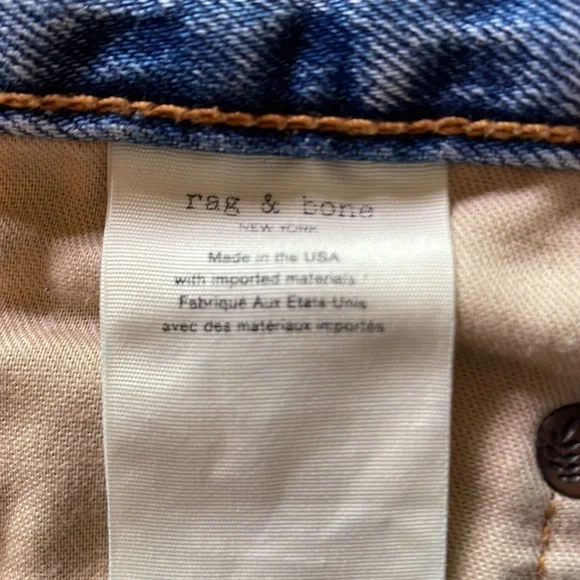 rag & bone
NEW YORK
Made in the USA
with imported materials /
Fabriqué Aux Etats-Unis
avec des matériaux importés